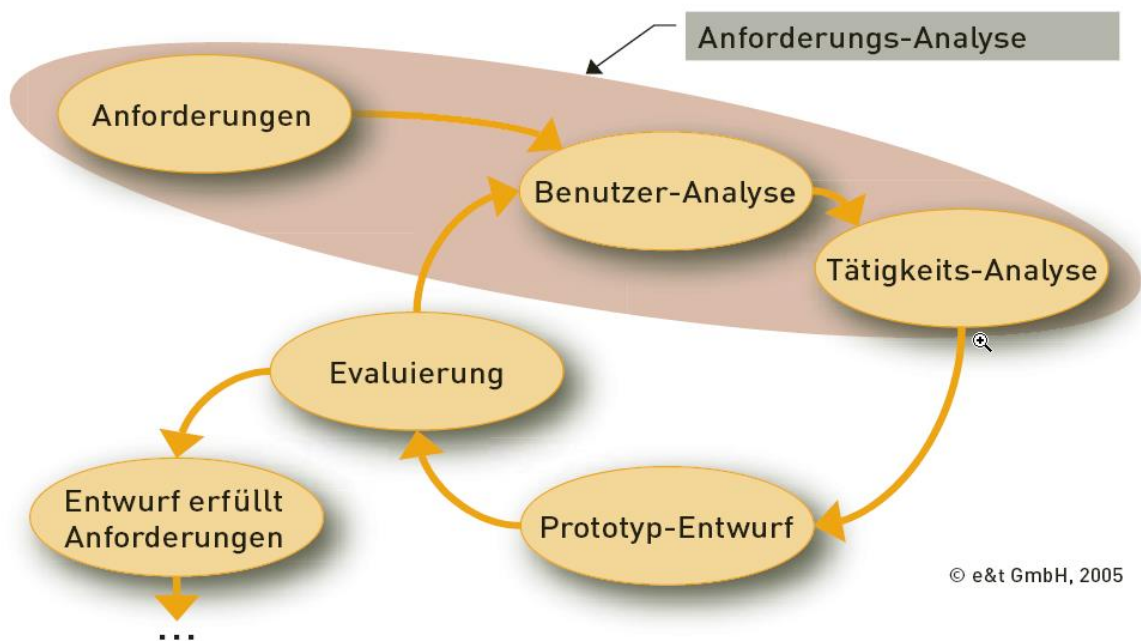 Anforderungs-Analyse
Anforderungen
Benutzer-Analyse
Tätigkeits-Analyse
Evaluierung
Entwurf erfüllt
Anforderungen
Prototyp-Entwurf
© e&t GmbH, 2005
...